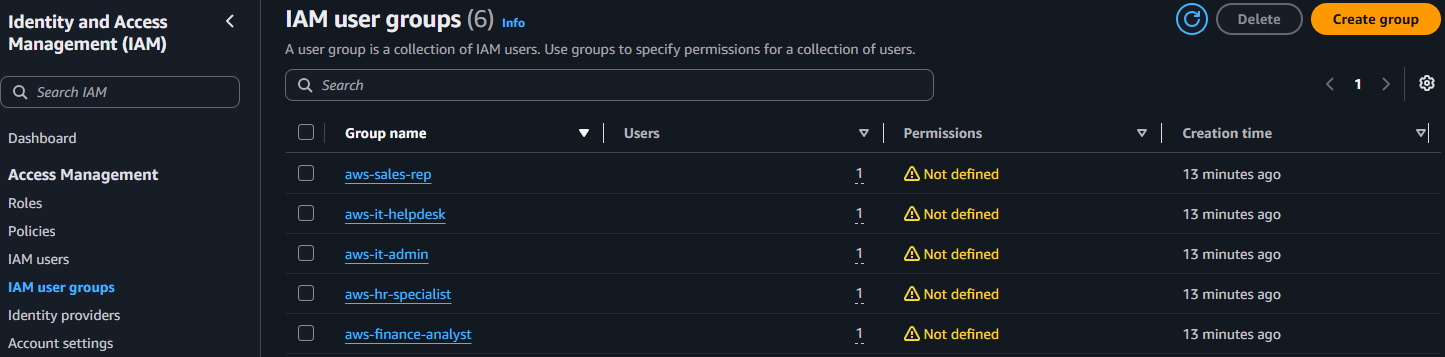 Identity and Access
Management (IAM)
Search IAM
Dashboard
Access Management
Roles
Policies
IAM users
IAM user groups
Identity providers
Account settings
IAM user groups (6) Info
Delete
Create group
A user group is a collection of IAM users. Use groups to specify permissions for a collection of users.
Search
1
Group name Users Permissions Creation time
aws-sales-rep 1 Not defined 13 minutes ago
aws-it-helpdesk 1 Not defined 13 minutes ago
aws-it-admin 1 Not defined 13 minutes ago
aws-hr-specialist 1 Not defined 13 minutes ago
aws-finance-analyst 1 Not defined 13 minutes ago